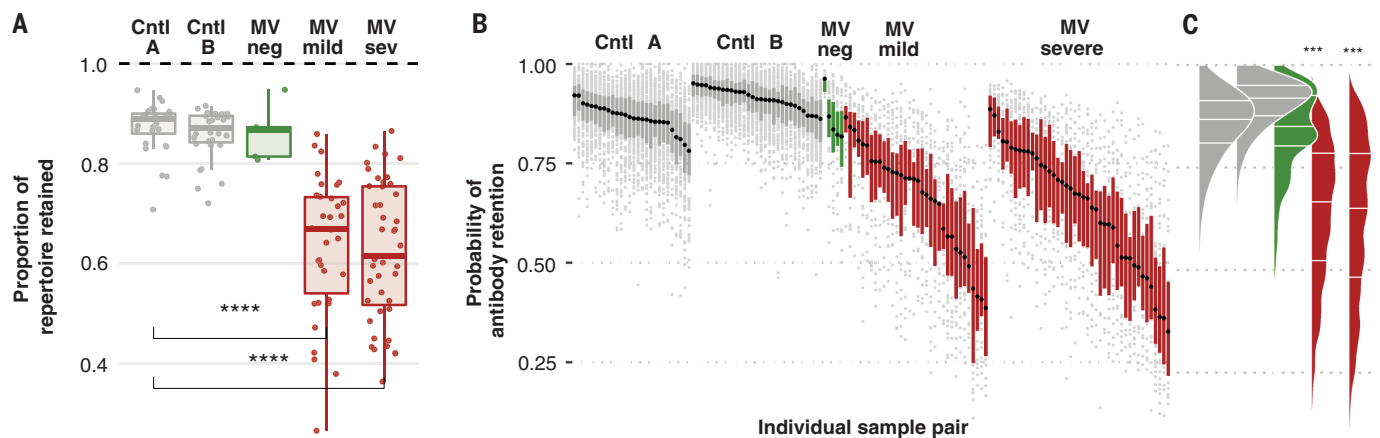 A
Cntl Cntl MV MV MV
A B neg mild sev
1.0
0.8
0.6
0.4
Proportion of
repertoire retained
****
****
B
Cntl A Cntl B MV MV MV
neg mild severe
1.00
0.75
0.50
0.25
Probability of
antibody retention
Individual sample pair
C
*** ***